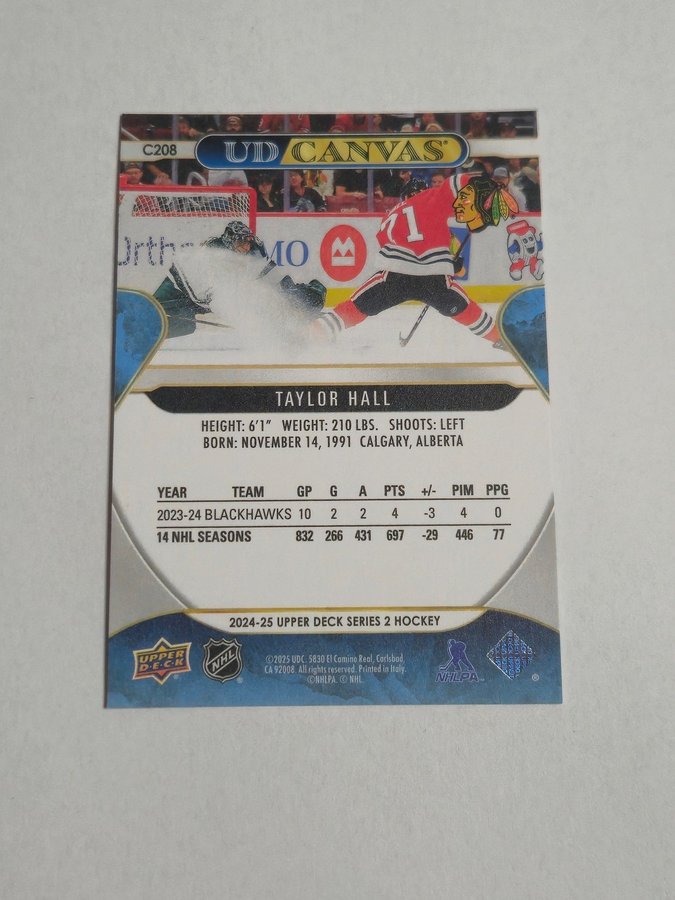 C208 UD CANVAS
Orth MO 71
TAYLOR HALL
HEIGHT: 6'1" WEIGHT: 210 LBS. SHOOTS: LEFT
BORN: NOVEMBER 14, 1991 CALGARY, ALBERTA
YEAR TEAM GP G A PTS +/- PIM PPG
2023-24 BLACKHAWKS 10 2 2 4 -3 4 0
14 NHL SEASONS 832 266 431 697 -29 446 77
2024-25 UPPER DECK SERIES 2 HOCKEY
UPPER DECK
NHL
©2025 UDC. 5830 El Camino Real, Carlsbad,
CA 92008. All rights reserved. Printed in Italy.
©NHLPA. © NHL.
NHLPA